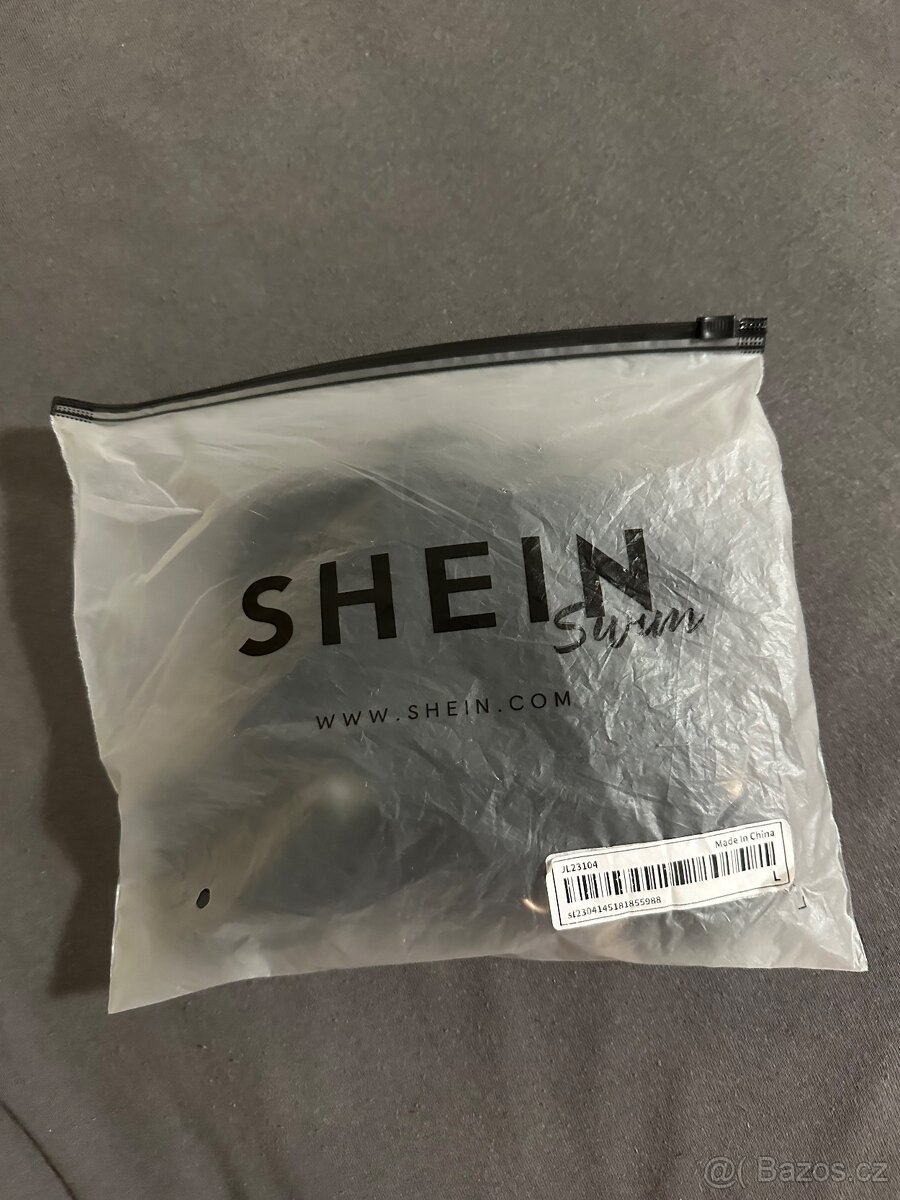 SHEIN
Swim
WWW.SHEIN.COM
JL23104
Made In China
L
sl2304145181855988
@( Bazos.cz